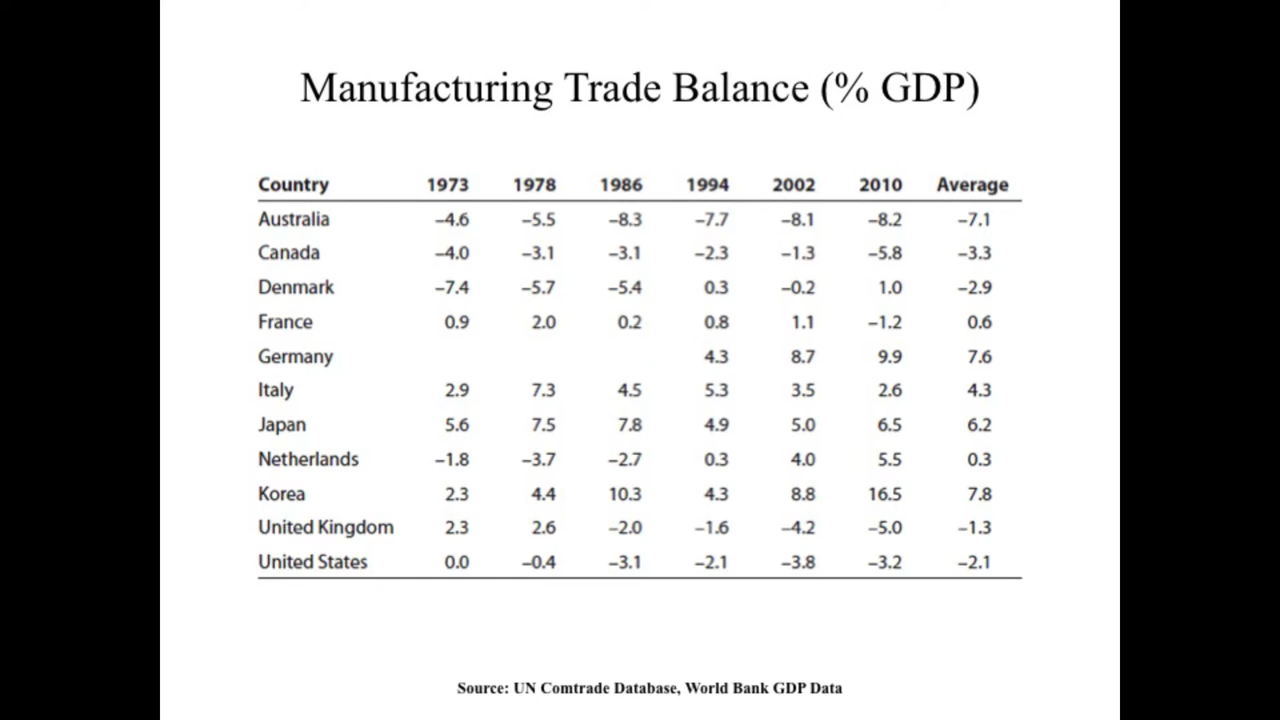 Manufacturing Trade Balance (% GDP)
Country 1973 1978 1986 1994 2002 2010 Average
Australia –4.6 –5.5 –8.3 –7.7 –8.1 –8.2 –7.1
Canada –4.0 –3.1 –3.1 –2.3 –1.3 –5.8 –3.3
Denmark –7.4 –5.7 –5.4 0.3 –0.2 1.0 –2.9
France 0.9 2.0 0.2 0.8 1.1 –1.2 0.6
Germany 4.3 8.7 9.9 7.6
Italy 2.9 7.3 4.5 5.3 3.5 2.6 4.3
Japan 5.6 7.5 7.8 4.9 5.0 6.5 6.2
Netherlands –1.8 –3.7 –2.7 0.3 4.0 5.5 0.3
Korea 2.3 4.4 10.3 4.3 8.8 16.5 7.8
United Kingdom 2.3 2.6 –2.0 –1.6 –4.2 –5.0 –1.3
United States 0.0 –0.4 –3.1 –2.1 –3.8 –3.2 –2.1
Source: UN Comtrade Database, World Bank GDP Data